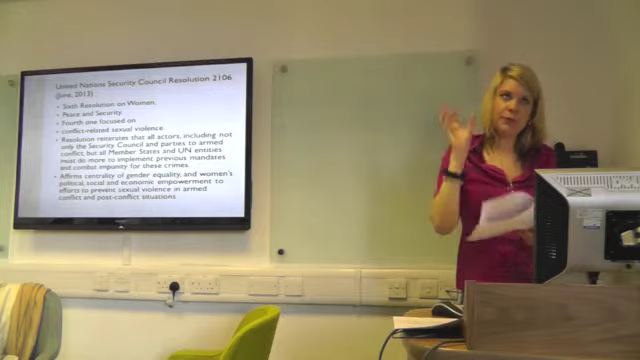 United Nations Security Council Resolution 2106
(June, 2013)
Sixth Resolution on Women,
Peace and Security
Fourth one focused on
conflict-related sexual violence.
Resolution reiterates that all actors, including not
only the Security Council and parties to armed
conflict, but all Member States and UN entities
must do more to implement previous mandates
and combat impunity for these crimes.
Affirms centrality of gender equality, and women's
political, social and economic empowerment to
efforts to prevent sexual violence in armed
conflict and post-conflict situations